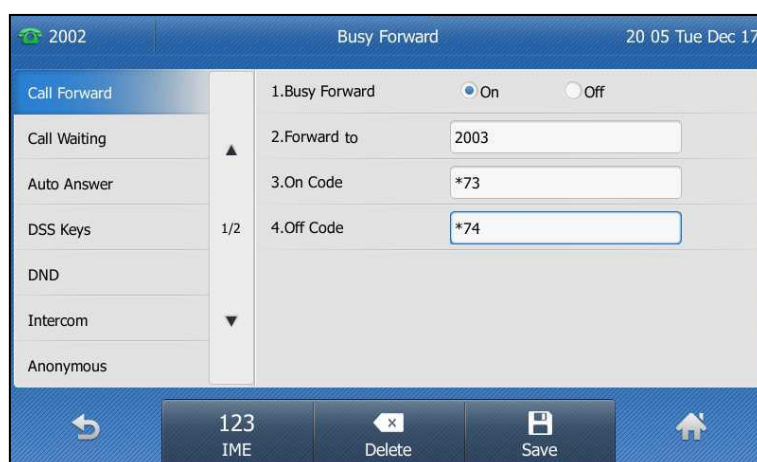 2002 Busy Forward 20 05 Tue Dec 17
Call Forward
Call Waiting
Auto Answer
DSS Keys
DND
Intercom
Anonymous
1/2
1.Busy Forward On Off
2.Forward to 2003
3.On Code *73
4.Off Code *74
123
IME
Delete
Save